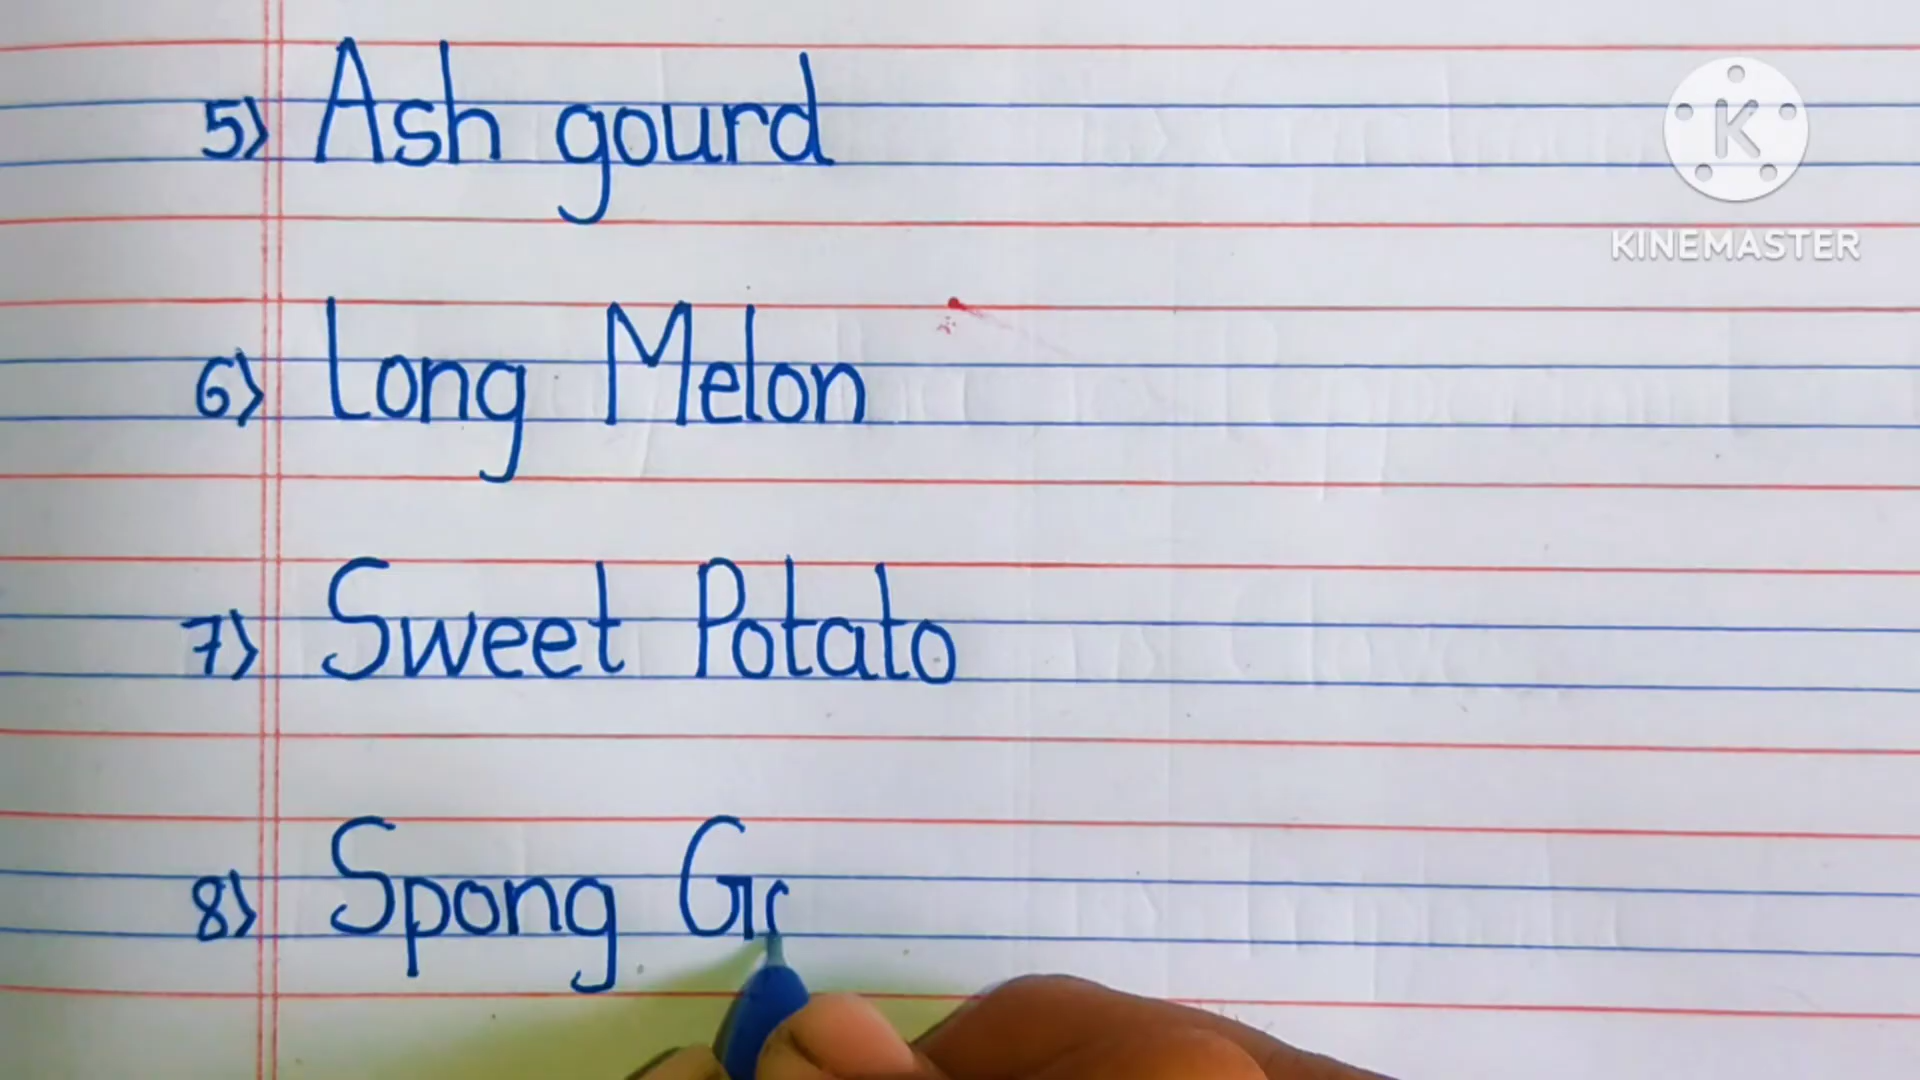 5) Ash gourd
KINEMASTER
6) Long Melon
7) Sweet Potato
8) Spong G